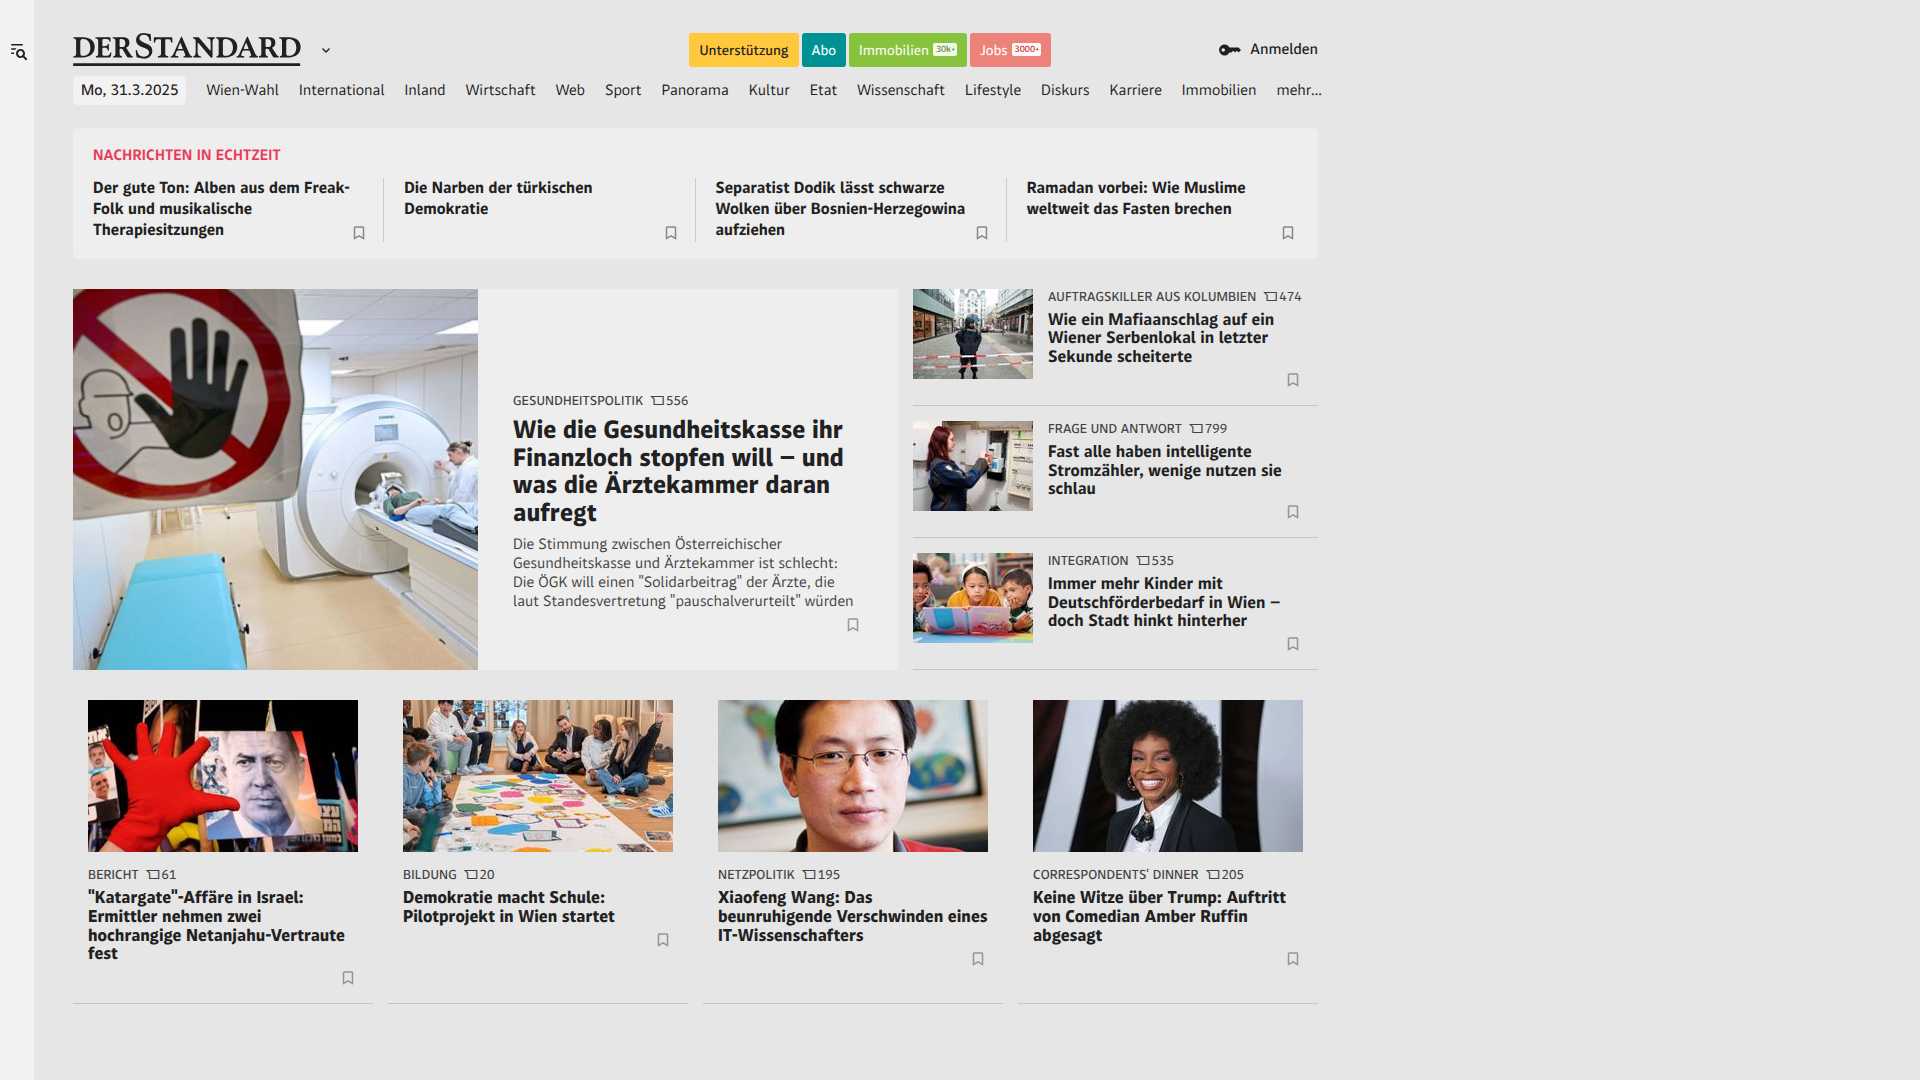 DERSTANDARD
Unterstützung
Abo
Immobilien 30k+
Jobs 3000+
Anmelden
Mo, 31.3.2025
Wien-Wahl
International
Inland
Wirtschaft
Web
Sport
Panorama
Kultur
Etat
Wissenschaft
Lifestyle
Diskurs
Karriere
Immobilien
mehr...
NACHRICHTEN IN ECHTZEIT
Der gute Ton: Alben aus dem Freak-
Folk und musikalische
Therapiesitzungen
Die Narben der türkischen
Demokratie
Separatist Dodik lässt schwarze
Wolken über Bosnien-Herzegowina
aufziehen
Ramadan vorbei: Wie Muslime
weltweit das Fasten brechen
GESUNDHEITSPOLITIK 556
Wie die Gesundheitskasse ihr
Finanzloch stopfen will – und
was die Ärztekammer daran
aufregt
Die Stimmung zwischen Österreichischer
Gesundheitskasse und Ärztekammer ist schlecht:
Die ÖGK will einen "Solidarbeitrag" der Ärzte, die
laut Standesvertretung "pauschalverurteilt" würden
AUFTRAGSKILLER AUS KOLUMBIEN 474
Wie ein Mafiaanschlag auf ein
Wiener Serbenlokal in letzter
Sekunde scheiterte
FRAGE UND ANTWORT 799
Fast alle haben intelligente
Stromzähler, wenige nutzen sie
schlau
INTEGRATION 535
Immer mehr Kinder mit
Deutschförderbedarf in Wien –
doch Stadt hinkt hinterher
BERICHT 61
"Katargate"-Affäre in Israel:
Ermittler nehmen zwei
hochrangige Netanjahu-Vertraute
fest
BILDUNG 20
Demokratie macht Schule:
Pilotprojekt in Wien startet
NETZPOLITIK 195
Xiaofeng Wang: Das
beunruhigende Verschwinden eines
IT-Wissenschafters
CORRESPONDENTS' DINNER 205
Keine Witze über Trump: Auftritt
von Comedian Amber Ruffin
abgesagt